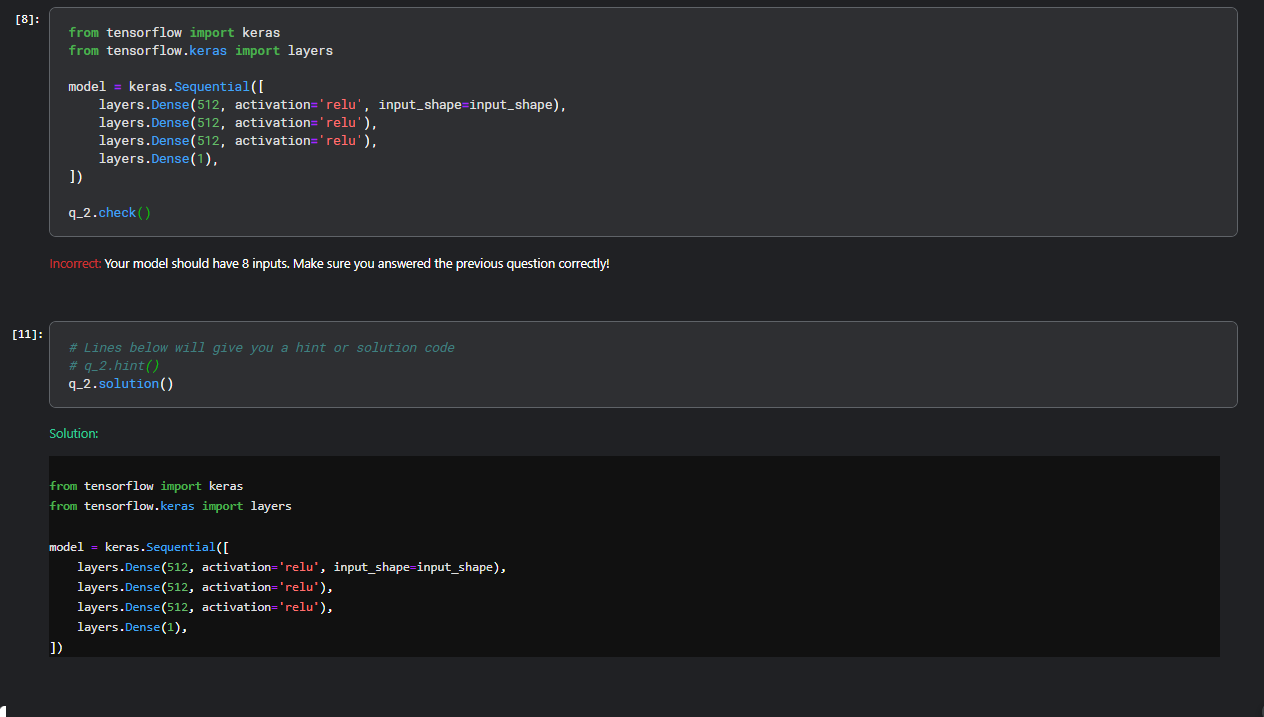 [8]:
from tensorflow import keras
from tensorflow.keras import layers
model = keras.Sequential([
    layers.Dense(512, activation='relu', input_shape=input_shape),
    layers.Dense(512, activation='relu'),
    layers.Dense(512, activation='relu'),
    layers.Dense(1),
])
q_2.check()
Incorrect: Your model should have 8 inputs. Make sure you answered the previous question correctly!
[11]:
# Lines below will give you a hint or solution code
# q_2.hint()
q_2.solution()
Solution:
from tensorflow import keras
from tensorflow.keras import layers
model = keras.Sequential([
    layers.Dense(512, activation='relu', input_shape=input_shape),
    layers.Dense(512, activation='relu'),
    layers.Dense(512, activation='relu'),
    layers.Dense(1),
])